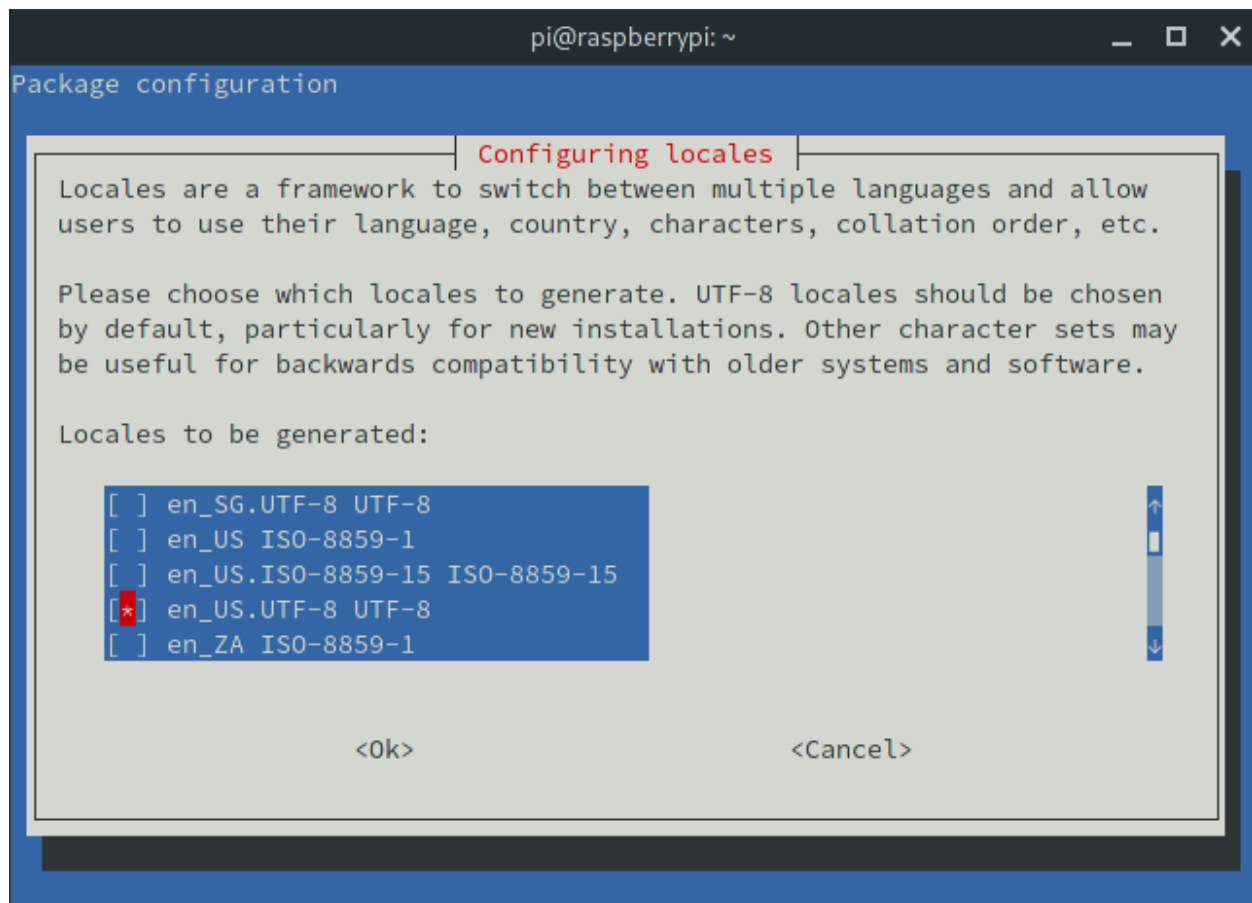 pi@raspberrypi: ~
Package configuration
Configuring locales
Locales are a framework to switch between multiple languages and allow
users to use their language, country, characters, collation order, etc.
Please choose which locales to generate. UTF-8 locales should be chosen
by default, particularly for new installations. Other character sets may
be useful for backwards compatibility with older systems and software.
Locales to be generated:
[ ] en_SG.UTF-8 UTF-8
[ ] en_US ISO-8859-1
[ ] en_US.ISO-8859-15 ISO-8859-15
[*] en_US.UTF-8 UTF-8
[ ] en_ZA ISO-8859-1
<Ok> <Cancel>